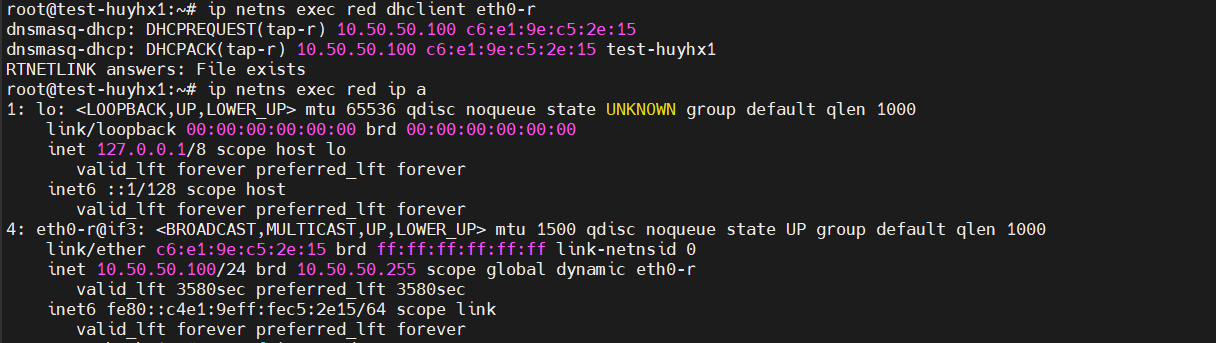 root@test-huyhx1:~# ip netns exec red dhclient eth0-r
dnsmasq-dhcp: DHCPREQUEST(tap-r) 10.50.50.100 c6:e1:9e:c5:2e:15
dnsmasq-dhcp: DHCPACK(tap-r) 10.50.50.100 c6:e1:9e:c5:2e:15 test-huyhx1
RTNETLINK answers: File exists
root@test-huyhx1:~# ip netns exec red ip a
1: lo: <LOOPBACK,UP,LOWER_UP> mtu 65536 qdisc noqueue state UNKNOWN group default qlen 1000
    link/loopback 00:00:00:00:00:00 brd 00:00:00:00:00:00
    inet 127.0.0.1/8 scope host lo
       valid_lft forever preferred_lft forever
    inet6 ::1/128 scope host
       valid_lft forever preferred_lft forever
4: eth0-r@if3: <BROADCAST,MULTICAST,UP,LOWER_UP> mtu 1500 qdisc noqueue state UP group default qlen 1000
    link/ether c6:e1:9e:c5:2e:15 brd ff:ff:ff:ff:ff:ff link-netnsid 0
    inet 10.50.50.100/24 brd 10.50.50.255 scope global dynamic eth0-r
       valid_lft 3580sec preferred_lft 3580sec
    inet6 fe80::c4e1:9eff:fec5:2e15/64 scope link
       valid_lft forever preferred_lft forever